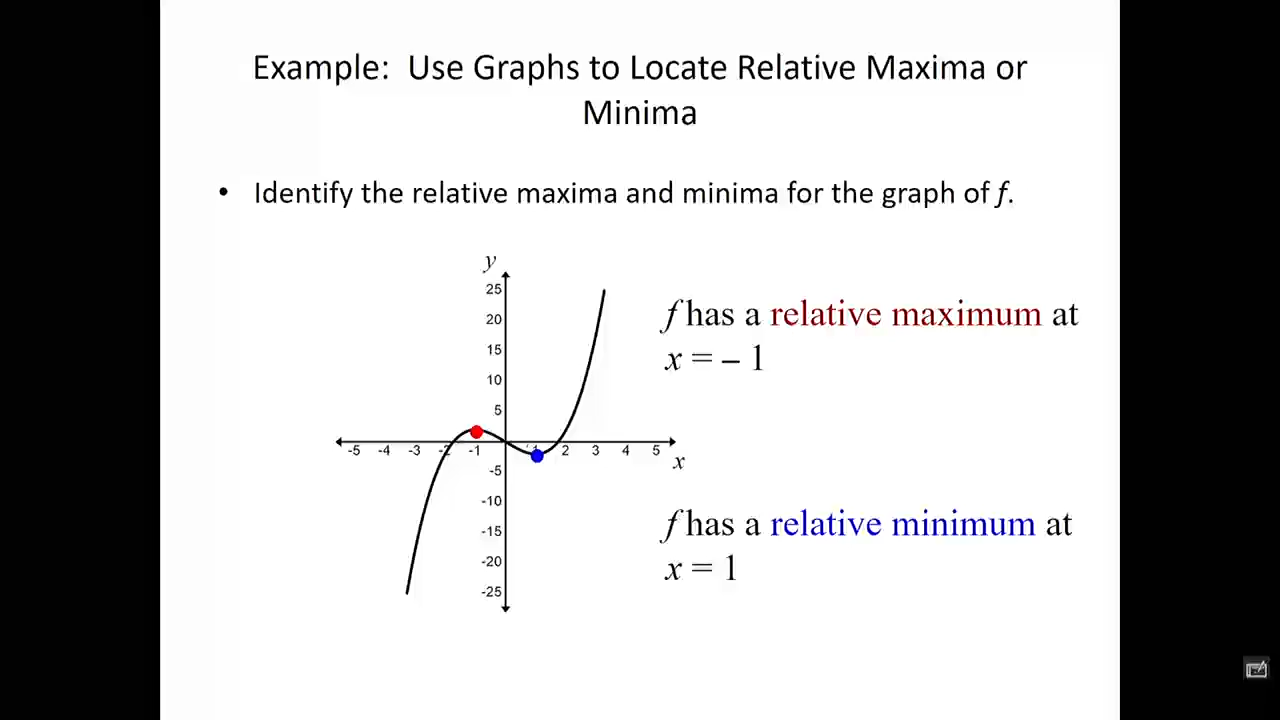 Example: Use Graphs to Locate Relative Maxima or
Minima
• Identify the relative maxima and minima for the graph of f.
y
25
20
15
10
5
-5 -4 -3 -2 -1 1 2 3 4 5
x
-5
-10
-15
-20
-25
f has a relative maximum at
x = – 1
f has a relative minimum at
x = 1